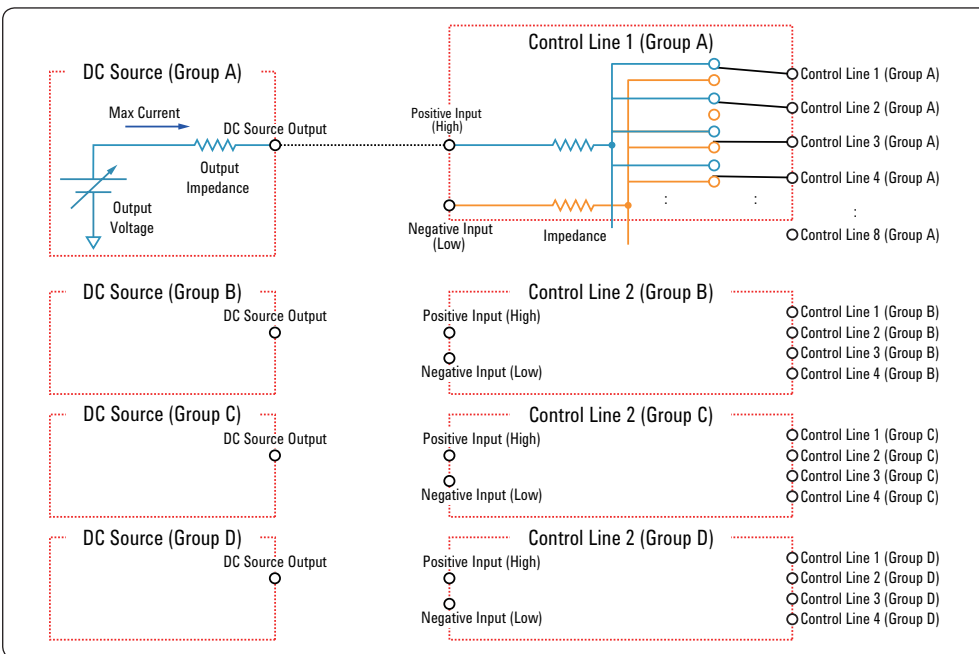 Control Line 1 (Group A)
DC Source (Group A)
Max Current
DC Source Output
Output
Impedance
Output
Voltage
Positive Input
(High)
Negative Input
(Low)
Impedance
Control Line 1 (Group A)
Control Line 2 (Group A)
Control Line 3 (Group A)
Control Line 4 (Group A)
:
:
:
Control Line 8 (Group A)
DC Source (Group B)
DC Source Output
Control Line 2 (Group B)
Positive Input (High)
Negative Input (Low)
Control Line 1 (Group B)
Control Line 2 (Group B)
Control Line 3 (Group B)
Control Line 4 (Group B)
DC Source (Group C)
DC Source Output
Control Line 2 (Group C)
Positive Input (High)
Negative Input (Low)
Control Line 1 (Group C)
Control Line 2 (Group C)
Control Line 3 (Group C)
Control Line 4 (Group C)
DC Source (Group D)
DC Source Output
Control Line 2 (Group D)
Positive Input (High)
Negative Input (Low)
Control Line 1 (Group D)
Control Line 2 (Group D)
Control Line 3 (Group D)
Control Line 4 (Group D)